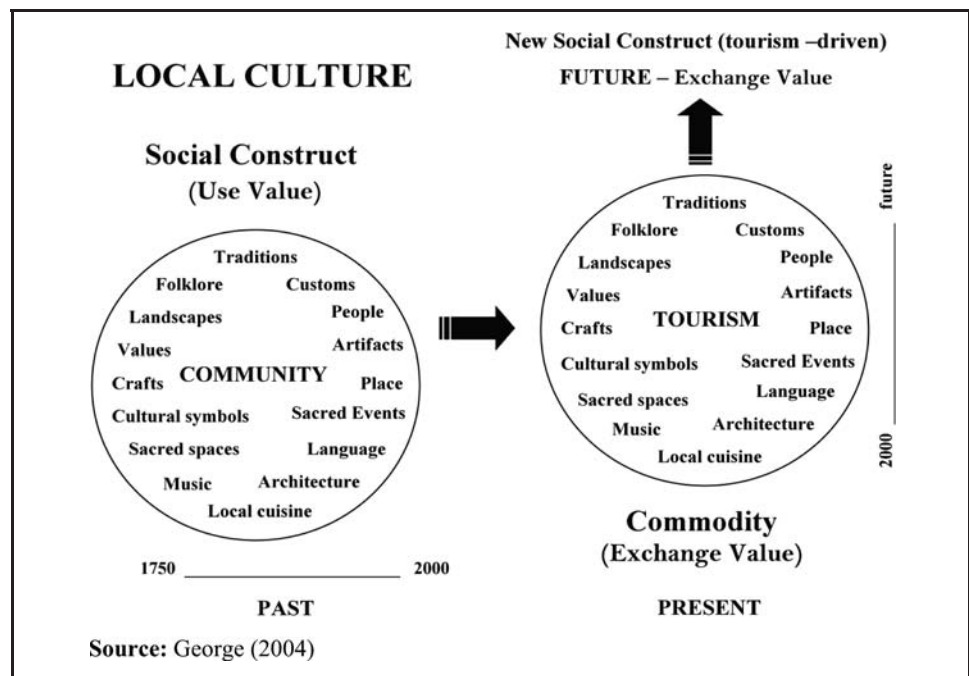 LOCAL CULTURE
Social Construct
(Use Value)
Traditions
Folklore Customs
Landscapes People
Values Artifacts
Crafts COMMUNITY Place
Cultural symbols Sacred Events
Sacred spaces Language
Music Architecture
Local cuisine
1750 2000
PAST
New Social Construct (tourism –driven)
FUTURE – Exchange Value
Traditions
Folklore Customs
Landscapes People
Values Artifacts
Crafts TOURISM Place
Cultural symbols Sacred Events
Sacred spaces Language
Music Architecture
Local cuisine
future
2000
Commodity
(Exchange Value)
PRESENT
Source: George (2004)